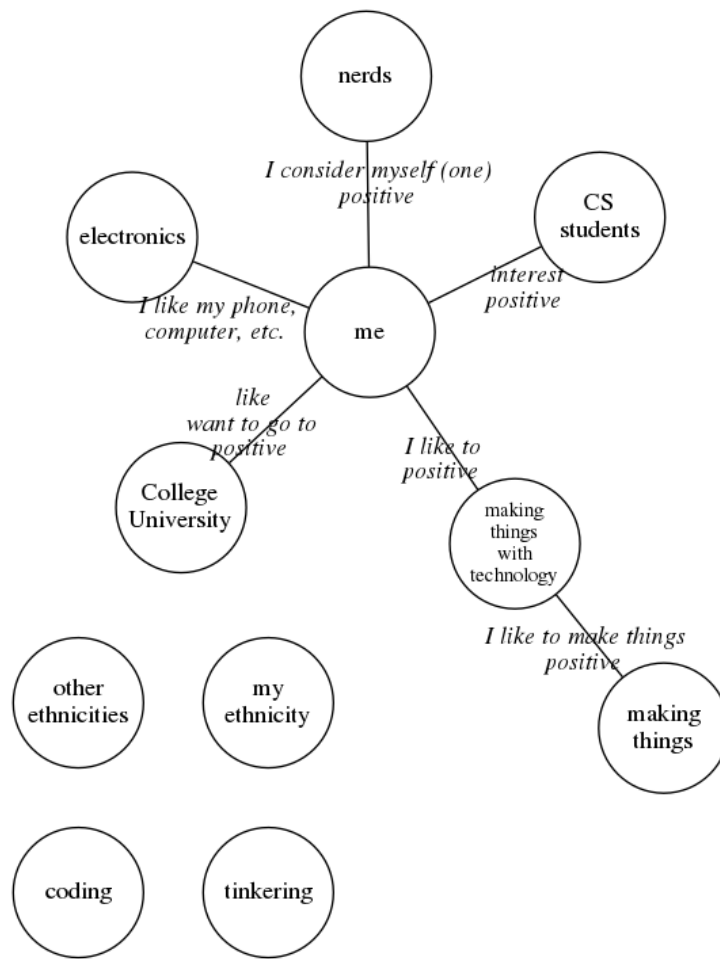 nerds
I consider myself (one)
positive
CS
students
electronics
interest
positive
I like my phone,
computer, etc.
me
like
want to go to
positive
I like to
positive
College
University
making
things
with
technology
I like to make things
positive
other
ethnicities
my
ethnicity
making
things
coding
tinkering